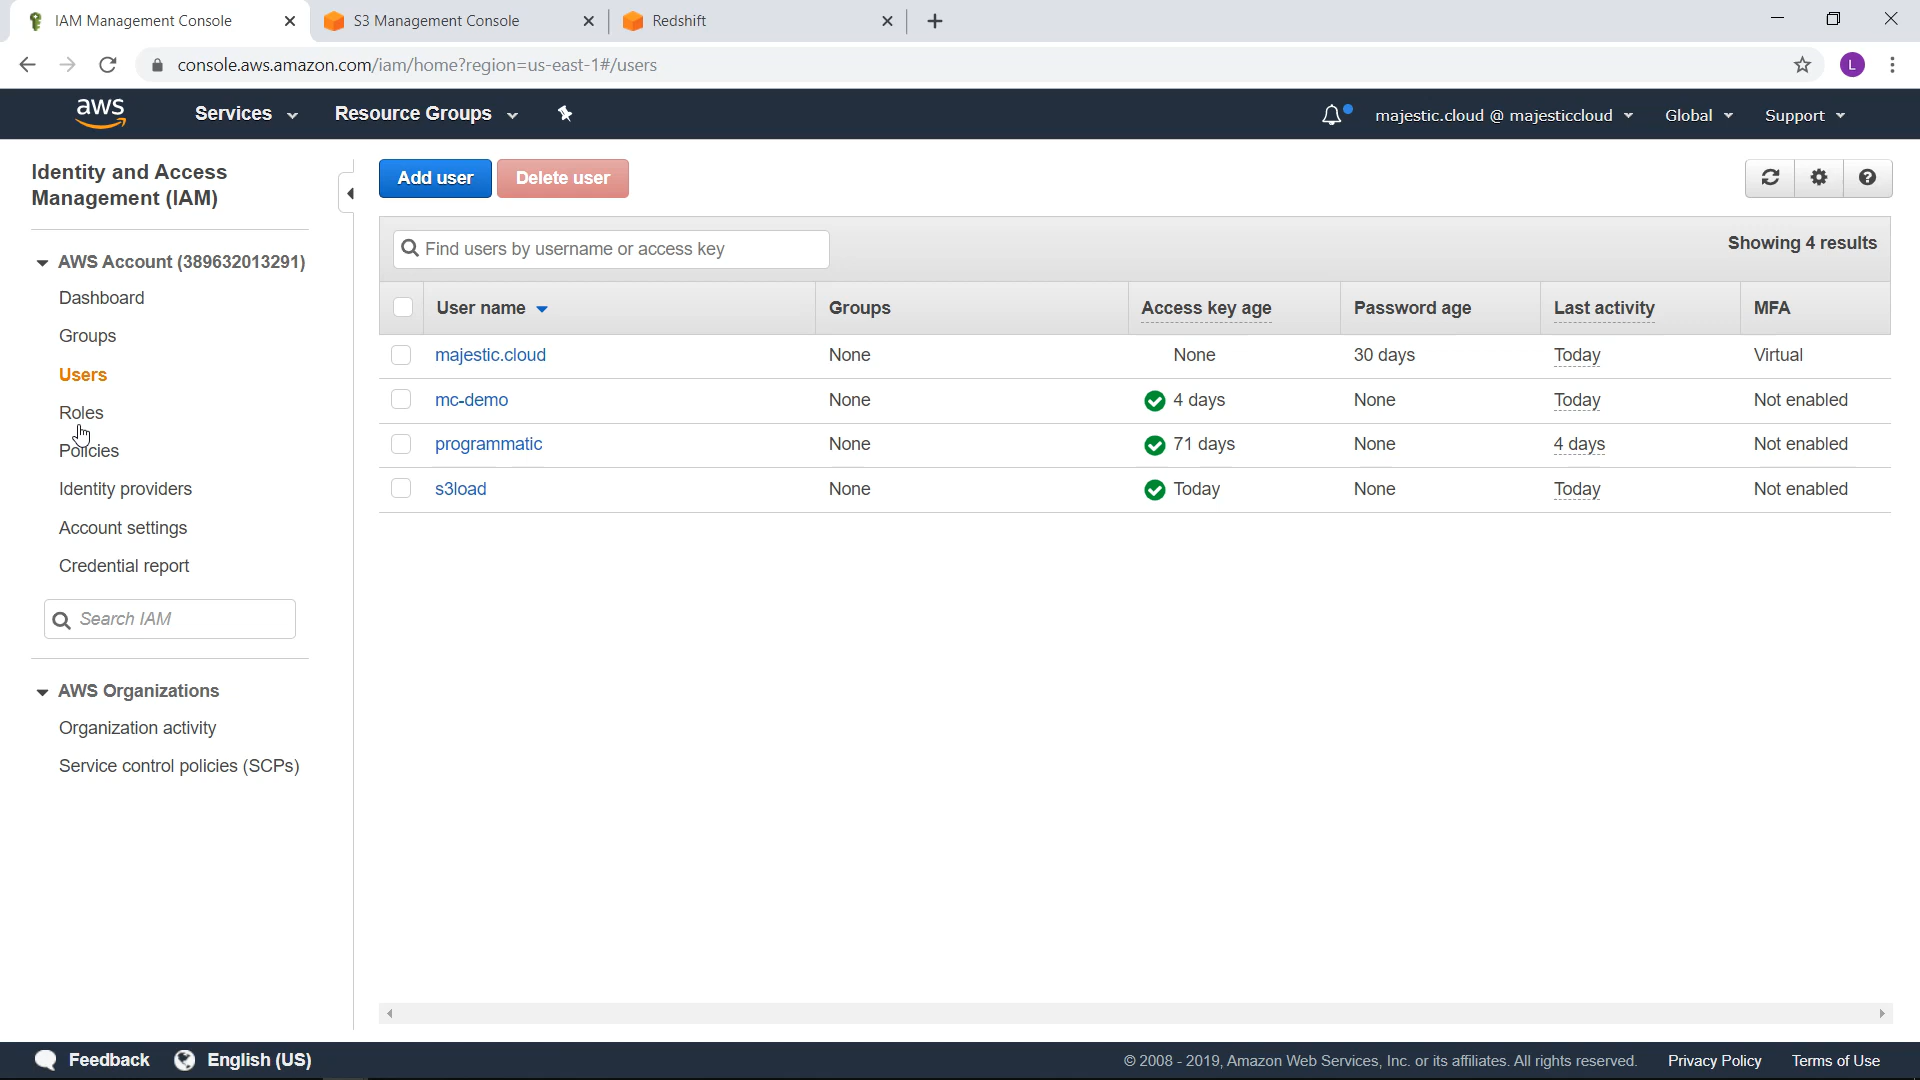 IAM Management Console
S3 Management Console
Redshift
console.aws.amazon.com/iam/home?region=us-east-1#/users
L
aws
Services
Resource Groups
majestic.cloud @ majesticcloud
Global
Support
Identity and Access
Management (IAM)
AWS Account (389632013291)
Dashboard
Groups
Users
Roles
Policies
Identity providers
Account settings
Credential report
Search IAM
AWS Organizations
Organization activity
Service control policies (SCPs)
Add user
Delete user
Find users by username or access key
Showing 4 results
User name Groups Access key age Password age Last activity MFA
majestic.cloud None None 30 days Today Virtual
mc-demo None 4 days None Today Not enabled
programmatic None 71 days None 4 days Not enabled
s3load None Today None Today Not enabled
Feedback
English (US)
© 2008 - 2019, Amazon Web Services, Inc. or its affiliates. All rights reserved.
Privacy Policy
Terms of Use